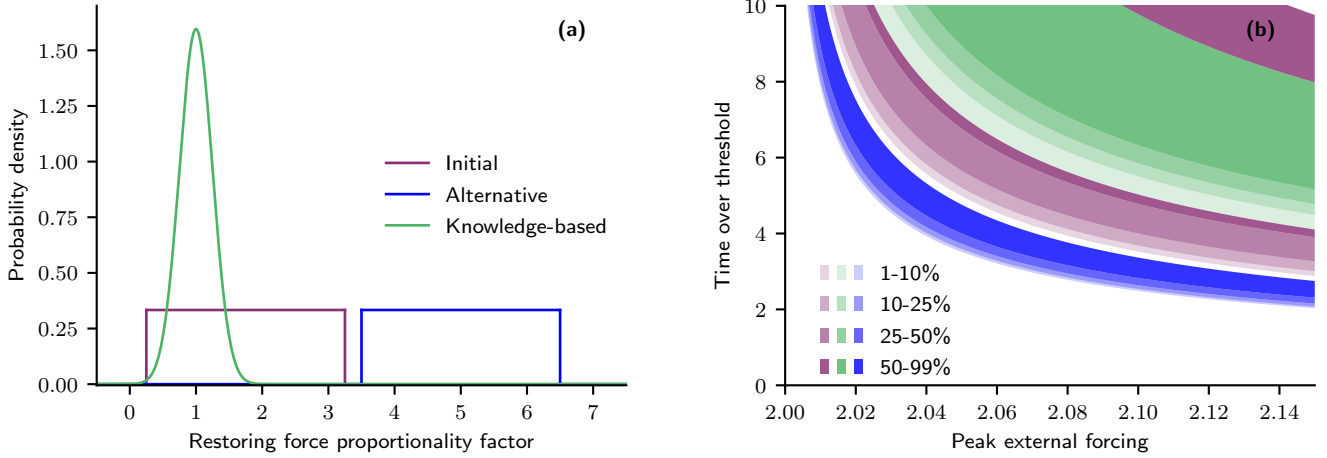 (a)
Probability density
1.50
1.25
1.00
0.75
0.50
0.25
0.00
Initial
Alternative
Knowledge-based
0 1 2 3 4 5 6 7
Restoring force proportionality factor
(b)
Time over threshold
10
8
6
4
2
0
1-10%
10-25%
25-50%
50-99%
2.00 2.02 2.04 2.06 2.08 2.10 2.12 2.14
Peak external forcing